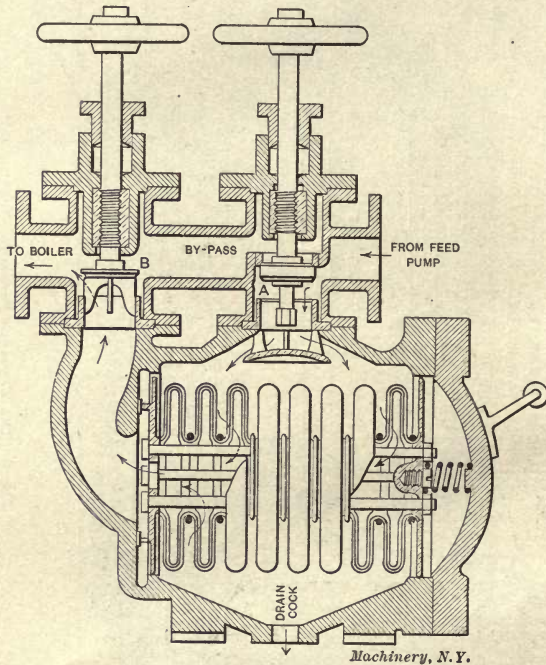 TO BOILER
B
BY-PASS
A
FROM FEED
PUMP
DRAIN
COCK
Machinery, N.Y.